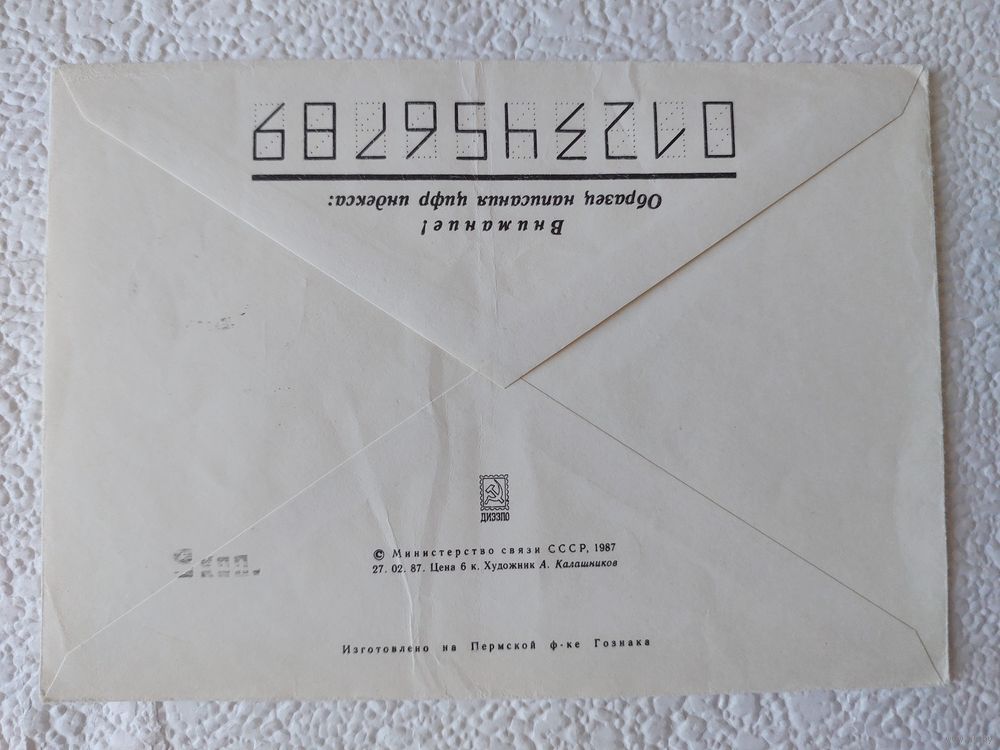 Внимание!
Образец написания цифр индекса:
0123456789
ДИЭЗПО
© Министерство связи СССР, 1987
27. 02. 87. Цена 6 к. Художник А. Калашников
Изготовлено на Пермской ф-ке Гознака